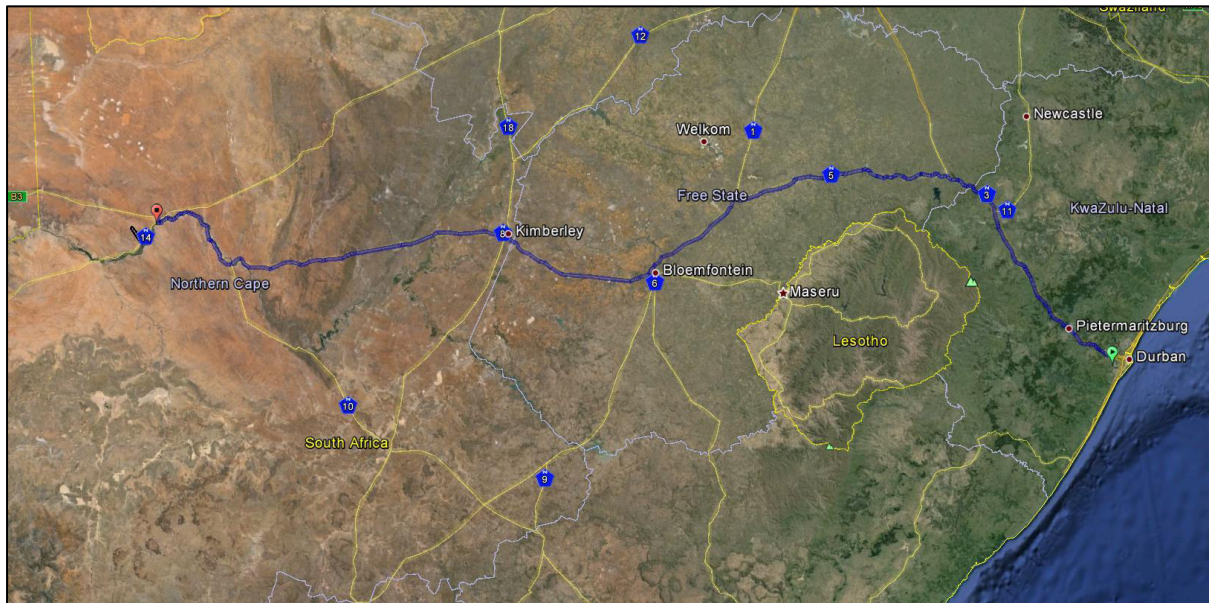 Swaziland
N
12
N
18
N
1
Newcastle
Welkom
N
5
Free State
N
3
N
11
KwaZulu-Natal
B3
N
14
N
8
Kimberley
Northern Cape
Bloemfontein
N
6
Maseru
Pietermaritzburg
Lesotho
Durban
N
10
South Africa
N
9